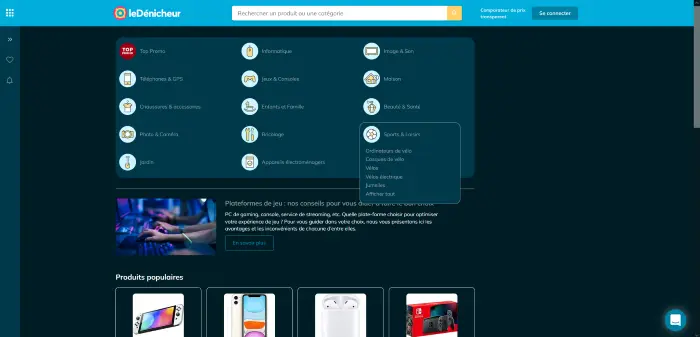 leDénicheur
Rechercher un produit ou une catégorie
Comparateur de prix
transparent
Se connecter
TOP
Top Promo
Informatique
Image & Son
Téléphones & GPS
Jeux & Consoles
Maison
Chaussures & accessoires
Enfants et Famille
Beauté & Santé
Photo & Caméra
Bricolage
Sports & Loisirs
Jardin
Appareils électroménagers
Ordinateurs de vélo
Casques de vélo
Vélos
Vélos électrique
Jumelles
Afficher tout
Plateformes de jeu : nos conseils pour vous aider à faire le bon choix
PC de gaming, console, service de streaming, etc. Quelle plate-forme choisir pour optimiser
votre expérience de jeu ? Pour vous guider dans votre choix, nous vous présentons ici les
avantages et les inconvénients de chacune d'entre elles.
En savoir plus
Produits populaires